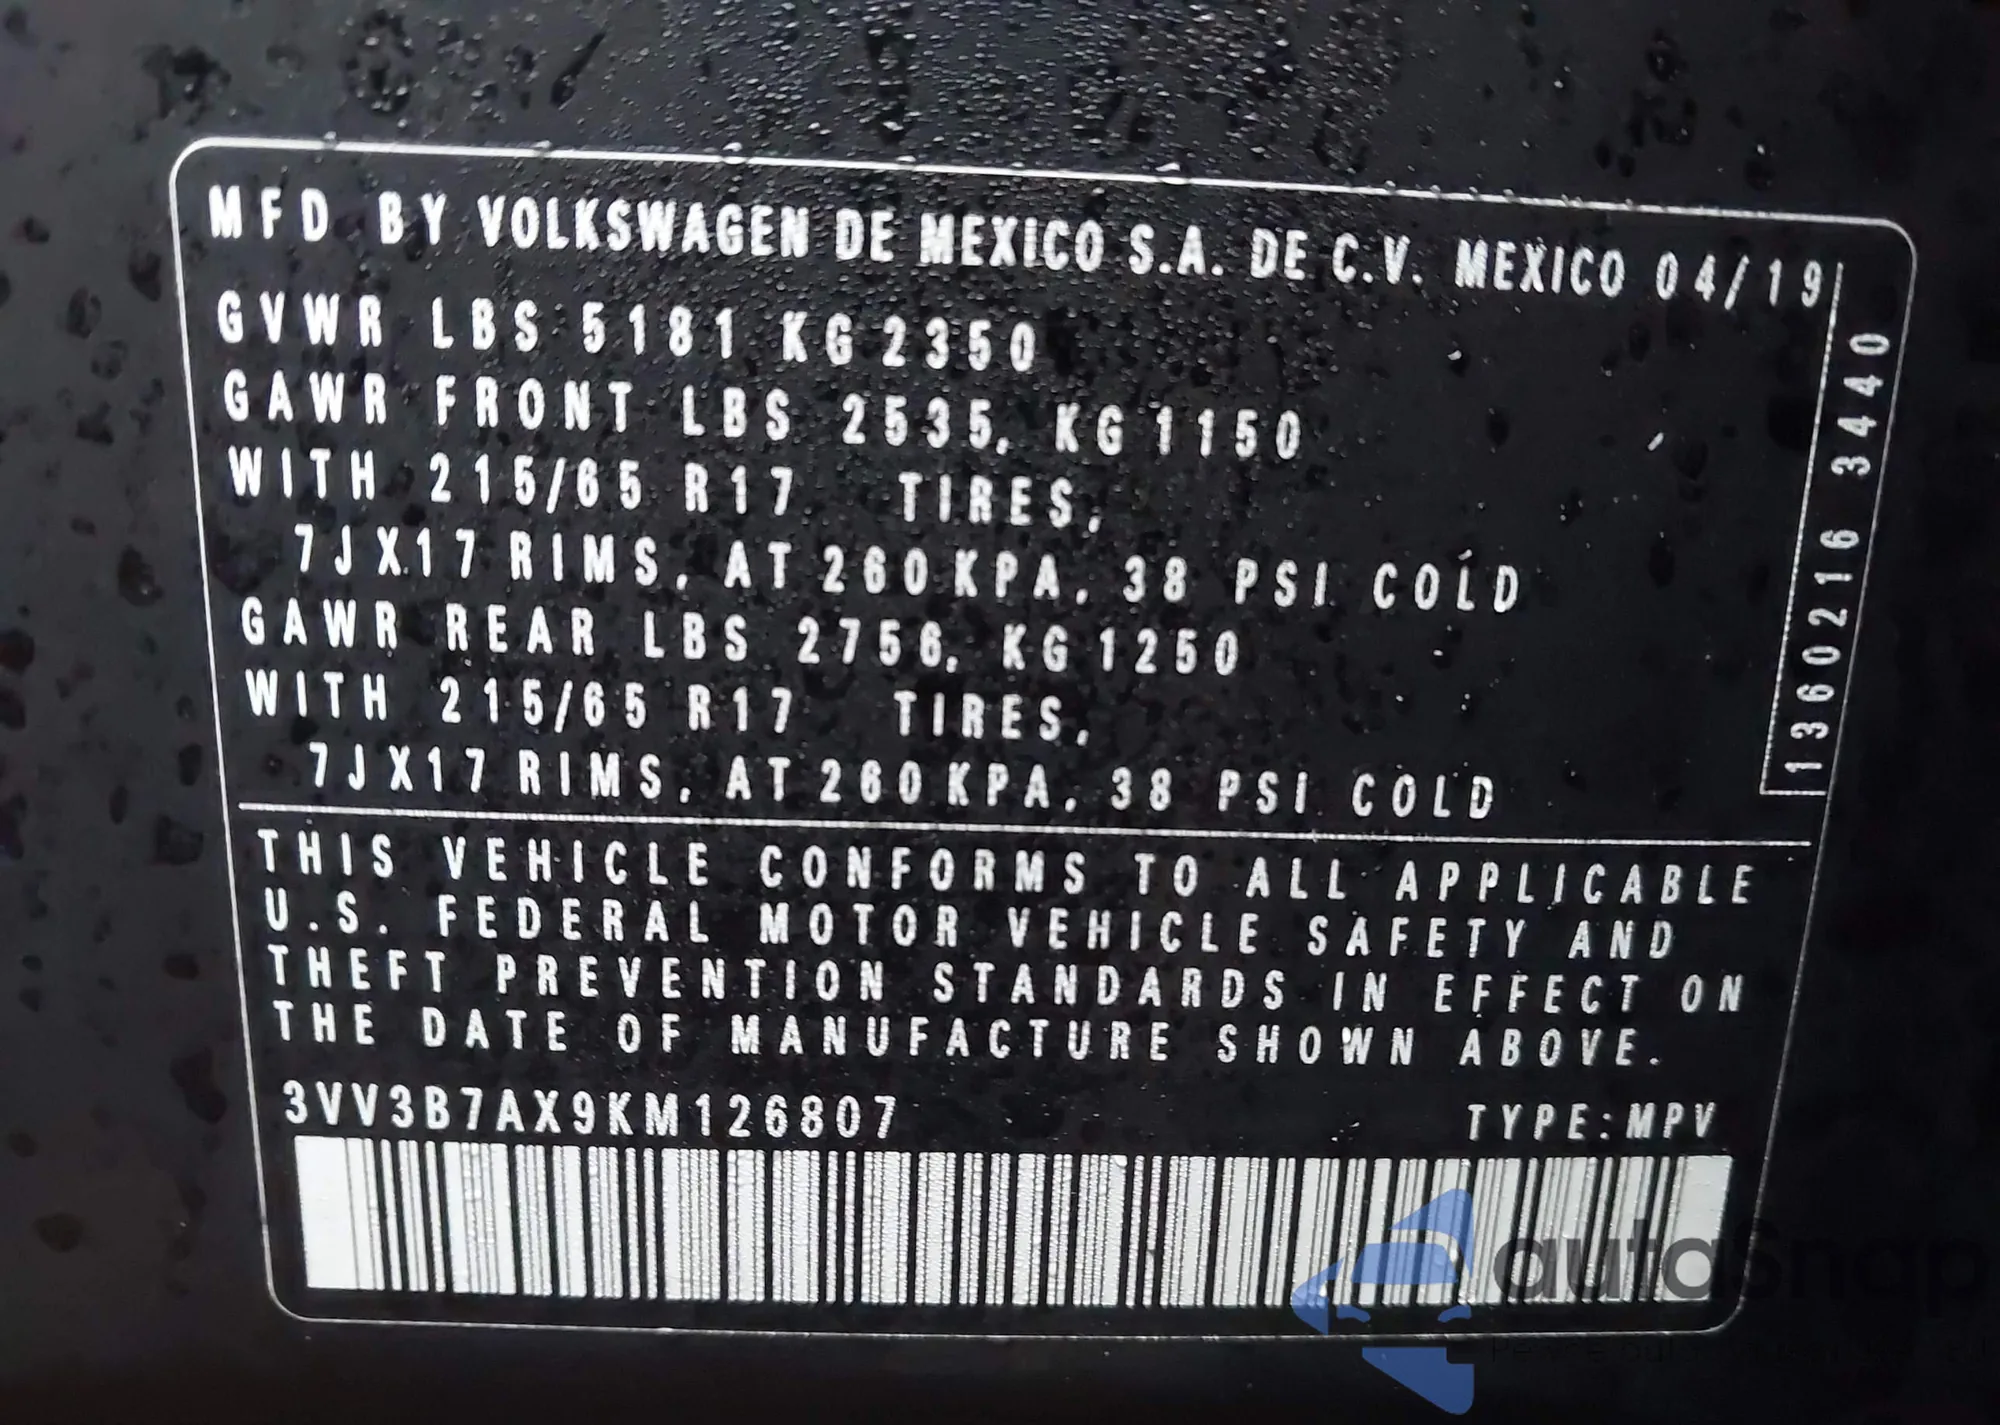 MFD BY VOLKSWAGEN DE MEXICO S.A. DE C.V. MEXICO 04/19
GVWR LBS 5181 KG 2350
GAWR FRONT LBS 2535, KG 1150
WITH 215/65 R17 TIRES,
7JX17 RIMS, AT 260 KPA, 38 PSI COLD
GAWR REAR LBS 2756, KG 1250
WITH 215/65 R17 TIRES,
7JX17 RIMS, AT 260 KPA, 38 PSI COLD
1360216 3440
THIS VEHICLE CONFORMS TO ALL APPLICABLE
U.S. FEDERAL MOTOR VEHICLE SAFETY AND
THEFT PREVENTION STANDARDS IN EFFECT ON
THE DATE OF MANUFACTURE SHOWN ABOVE.
3VV3B7AX9KM126807 TYPE:MPV
autosnap